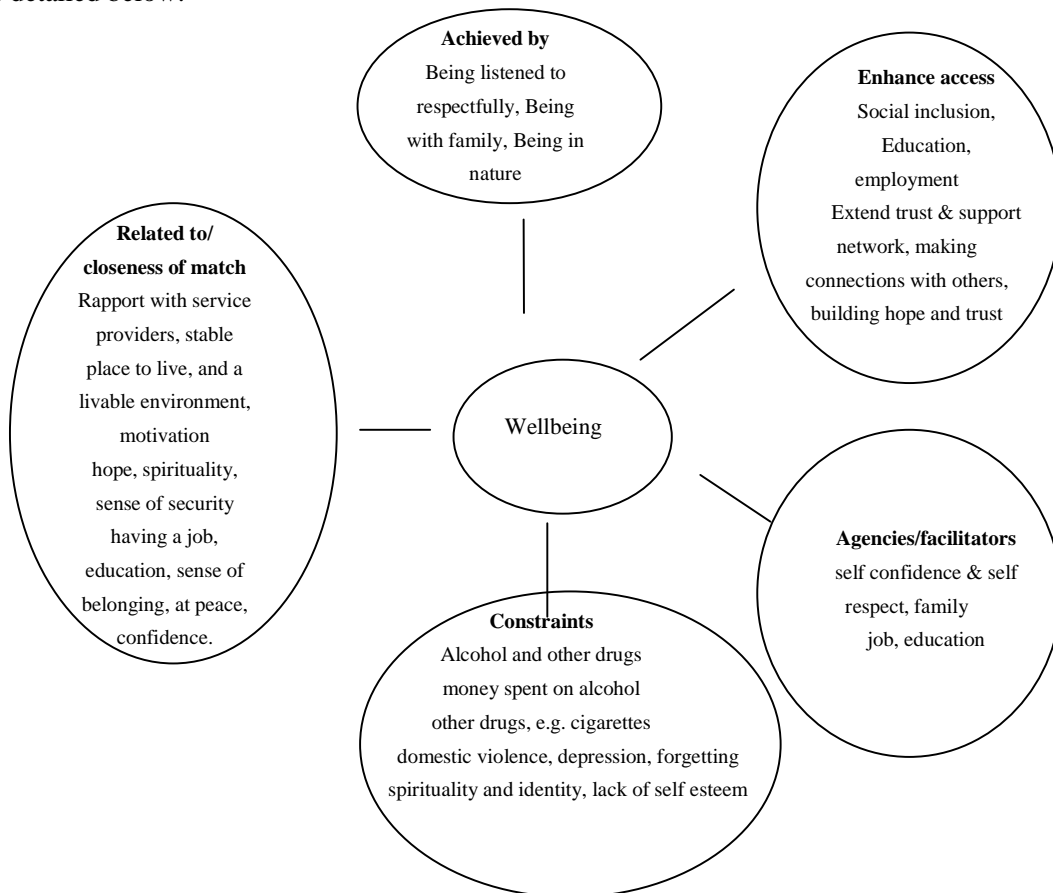 detailed below.
Achieved by
Being listened to
respectfully, Being
with family, Being in
nature
Enhance access
Social inclusion,
Education,
employment
Extend trust & support
network, making
connections with others,
building hope and trust
Related to/
closeness of match
Rapport with service
providers, stable
place to live, and a
livable environment,
motivation
hope, spirituality,
sense of security
having a job,
education, sense of
belonging, at peace,
confidence.
Wellbeing
Agencies/facilitators
self confidence & self
respect, family
job, education
Constraints
Alcohol and other drugs
money spent on alcohol
other drugs, e.g. cigarettes
domestic violence, depression, forgetting
spirituality and identity, lack of self esteem